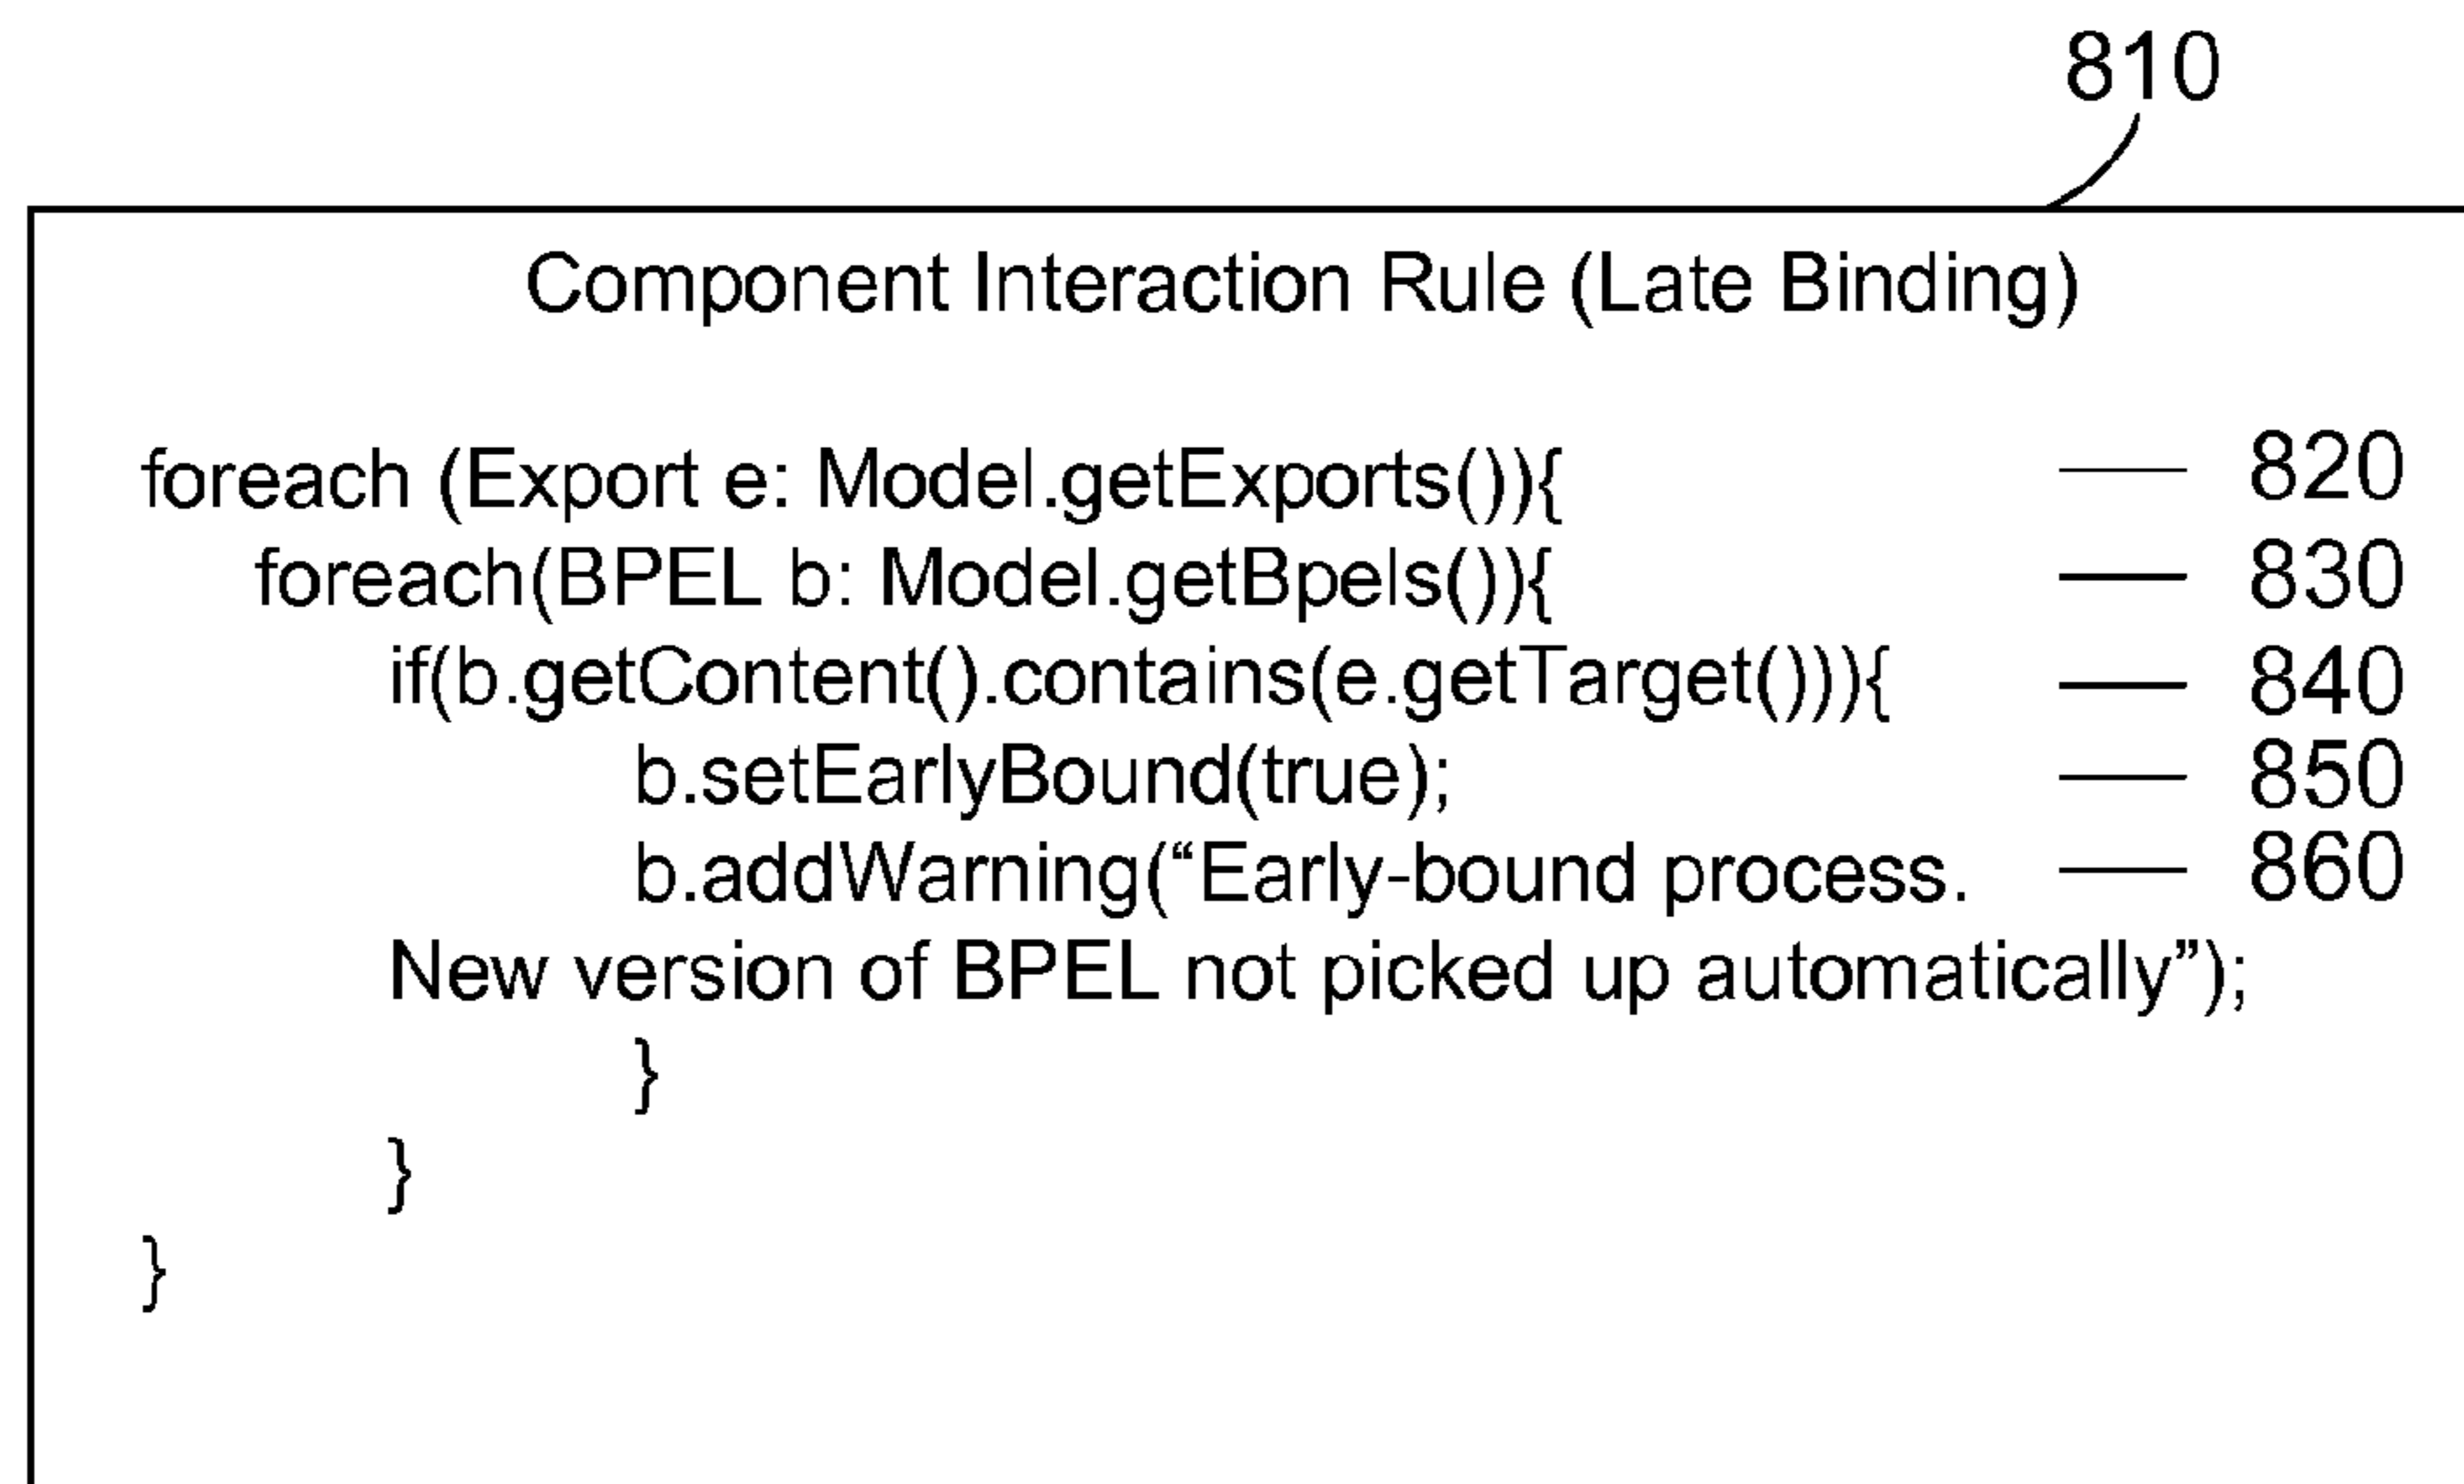 810
Component Interaction Rule (Late Binding)
foreach (Export e: Model.getExports()){ 820
foreach(BPEL b: Model.getBpels()){ 830
if(b.getContent().contains(e.getTarget())){ 840
b.setEarlyBound(true); 850
b.addWarning(“Early-bound process. 860
New version of BPEL not picked up automatically”);
}
}
}